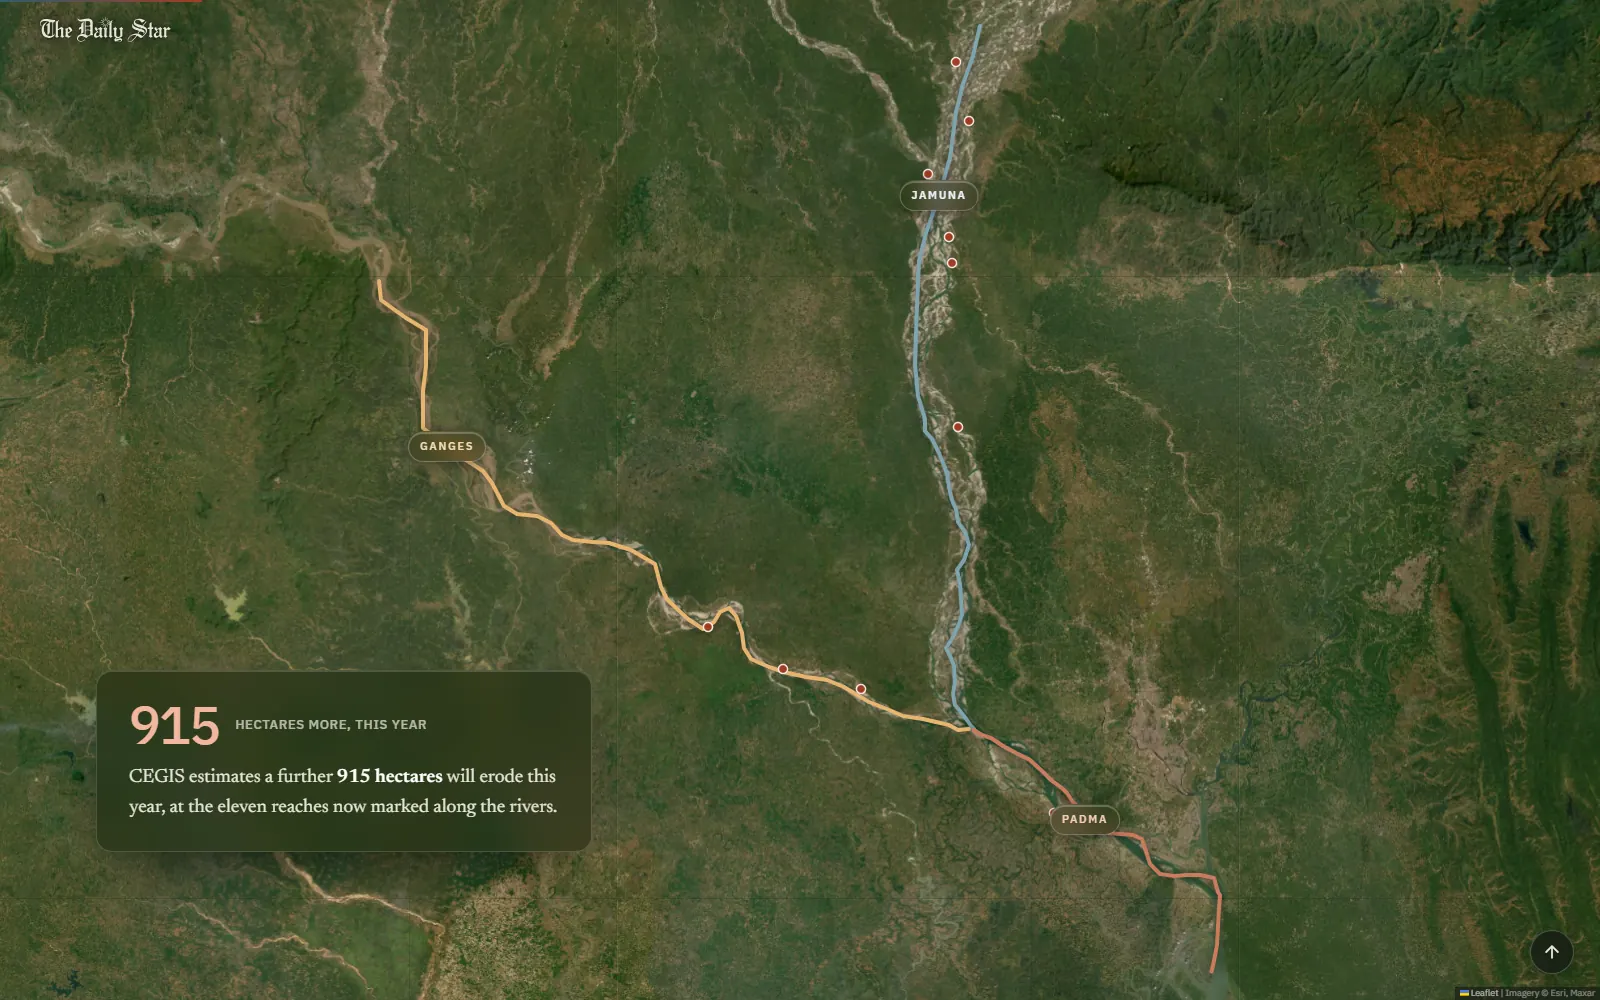 The Daily Star
JAMUNA
GANGES
915 HECTARES MORE, THIS YEAR
CEGIS estimates a further 915 hectares will erode this
year, at the eleven reaches now marked along the rivers.
PADMA
Leaflet | Imagery © Esri, Maxar